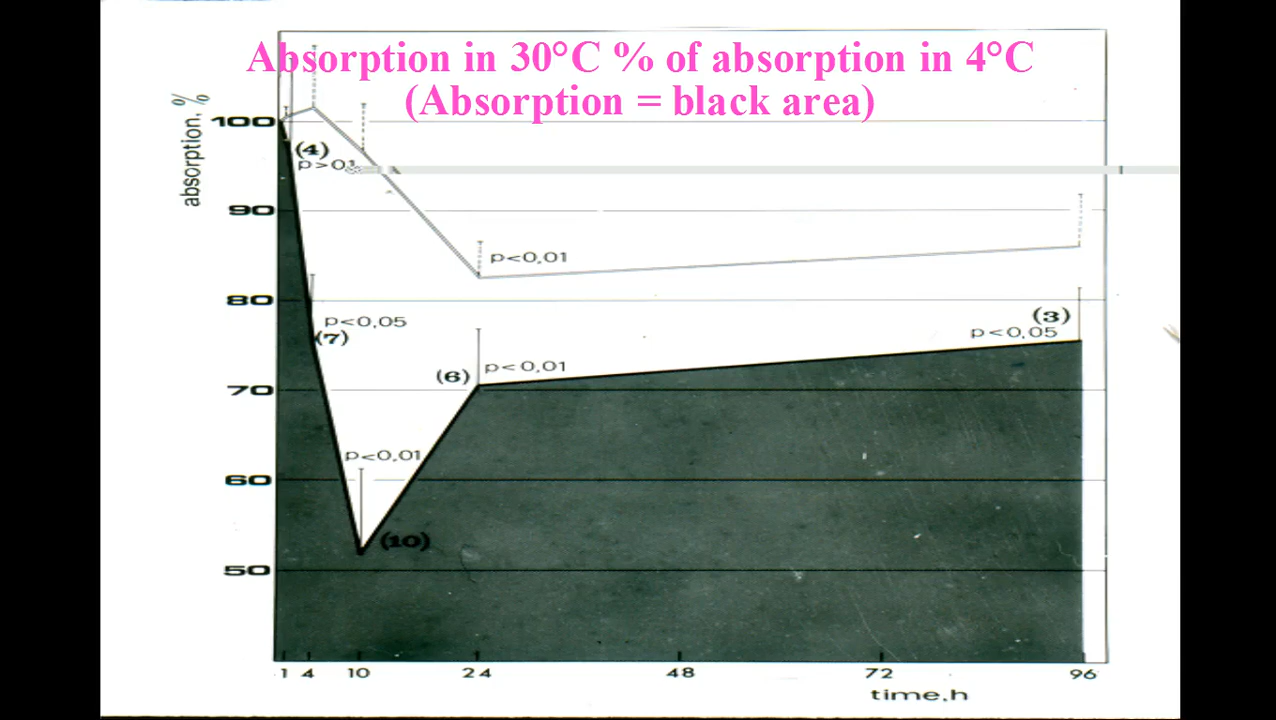 Absorption in 30°C % of absorption in 4°C
(Absorption = black area)
absorption, %
100
(4)
p>01
90
p<0,01
80
p<0,05
(7)
(3)
p<0,05
p<0,01
(6)
70
p<0,01
60
(10)
50
1 4 10 24 48 72 96
time,h